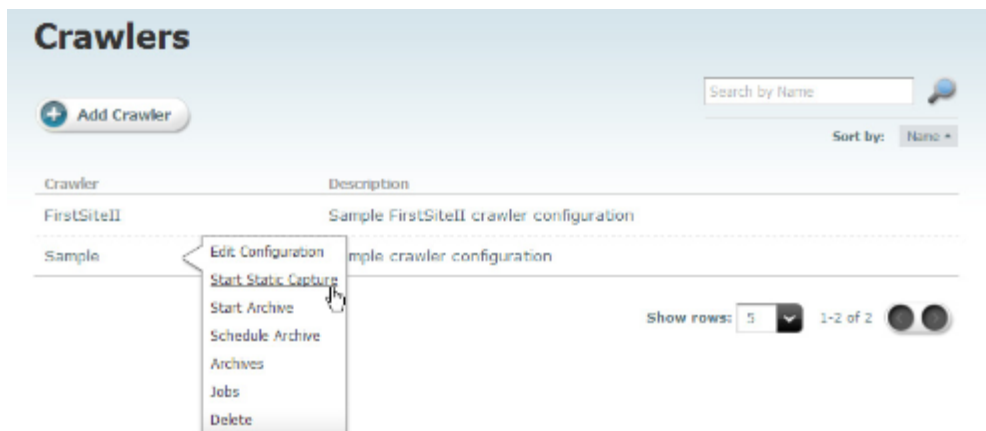 Crawlers
Search by Name
Add Crawler
Sort by: Name
Crawler Description
FirstSiteII Sample FirstSiteII crawler configuration
Sample mple crawler configuration
Edit Configuration
Start Static Capture
Start Archive
Schedule Archive
Archives
Jobs
Delete
Show rows: 5 1-2 of 2